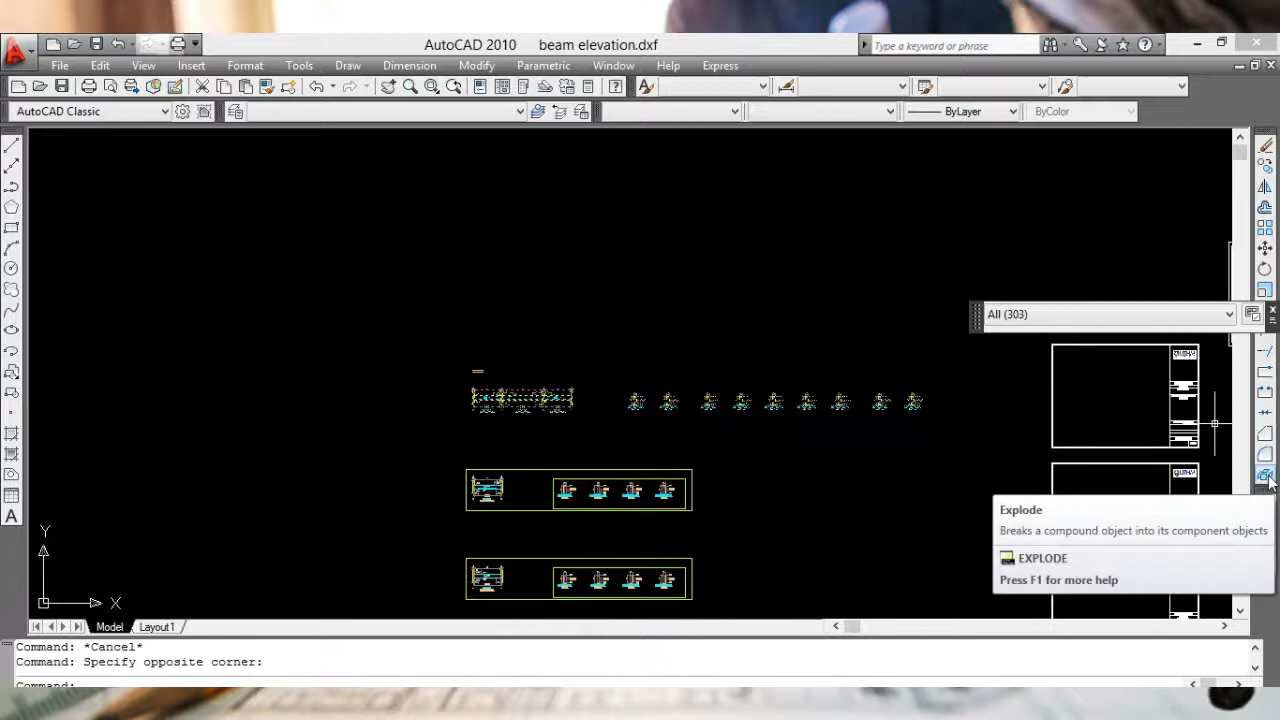 AutoCAD 2010 beam elevation.dxf
Type a keyword or phrase
File Edit View Insert Format Tools Draw Dimension Modify Parametric Window Help Express
AutoCAD Classic
ByLayer
ByColor
All (303)
Explode
Breaks a compound object into its component objects
EXPLODE
Press F1 for more help
Y
X
A
Model
Layout1
Command: *Cancel*
Command: Specify opposite corner:
Command: